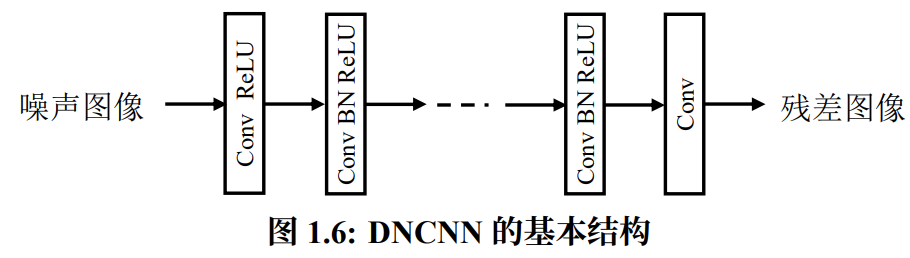 噪声图像
Conv ReLU
Conv BN ReLU
Conv BN ReLU
Conv
残差图像
图 1.6: DNCNN 的基本结构